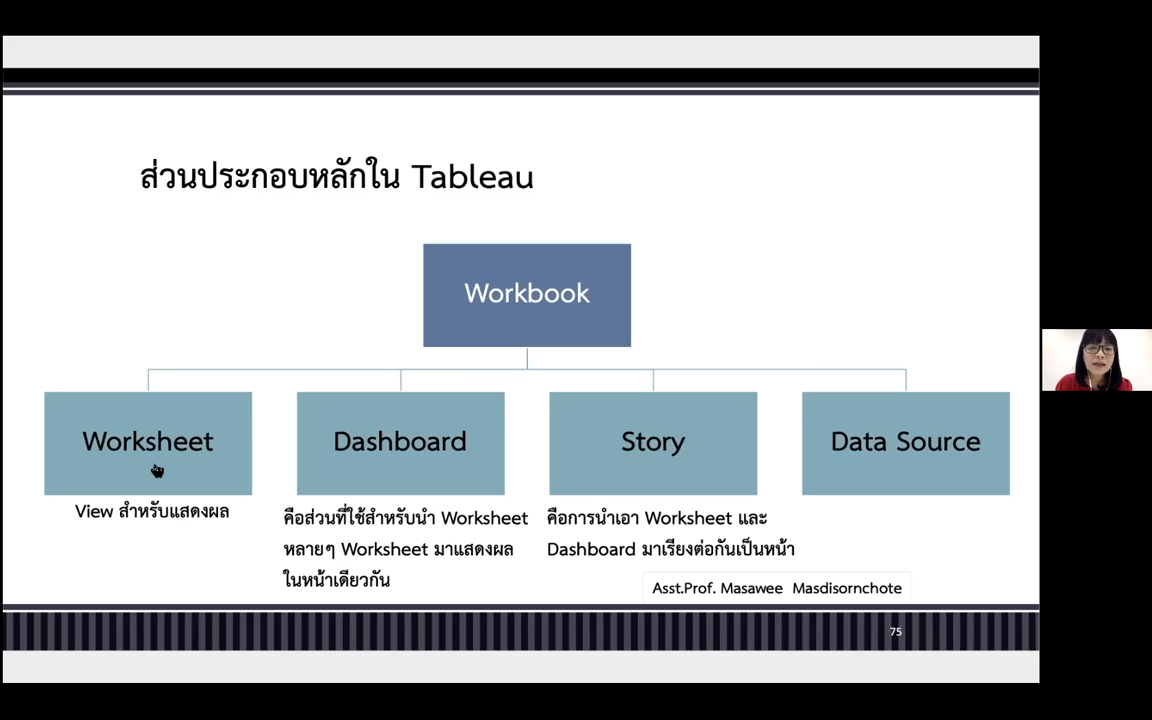 ส่วนประกอบหลักใน Tableau
Workbook
Worksheet
Dashboard
Story
Data Source
View สำหรับแสดงผล
คือส่วนที่ใช้สำหรับนำ Worksheet
หลายๆ Worksheet มาแสดงผล
ในหน้าเดียวกัน
คือการนำเอา Worksheet และ
Dashboard มาเรียงต่อกันเป็นหน้า
Asst.Prof. Masawee Masdisornchote
75